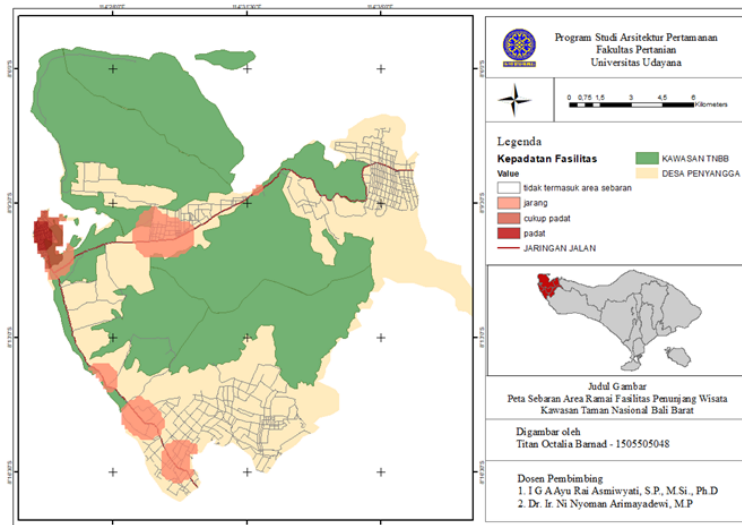 Program Studi Arsitektur Pertamanan
Fakultas Pertanian
Universitas Udayana
0 0,75 1,5 3 4,5 6
Kilometers
Legenda
Kepadatan Fasilitas
Value
tidak termasuk area sebaran
jarang
cukup padat
padat
JARINGAN JALAN
KAWASAN TNBB
DESA PENYANGGA
Judul Gambar
Peta Sebaran Area Ramai Fasilitas Penunjang Wisata
Kawasan Taman Nasional Bali Barat
Digambar oleh
Titan Octalia Barnad - 1505505048
Dosen Pembimbing
1. I G A Ayu Rai Asmiwyati, S.P., M.Si., Ph.D
2. Dr. Ir. Ni Nyoman Arimayadewi, M.P